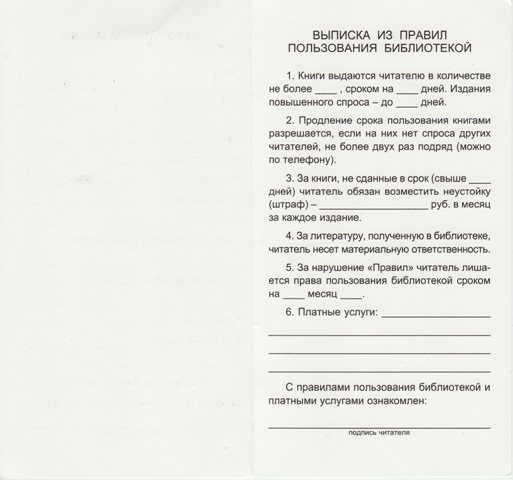 ВЫПИСКА ИЗ ПРАВИЛ
ПОЛЬЗОВАНИЯ БИБЛИОТЕКОЙ
1. Книги выдаются читателю в количестве
не более ____ , сроком на ____ дней. Издания
повышенного спроса – до ____ дней.
2. Продление срока пользования книгами
разрешается, если на них нет спроса других
читателей, не более двух раз подряд (можно
по телефону).
3. За книги, не сданные в срок (свыше ____
дней) читатель обязан возместить неустойку
(штраф) – ____________________ руб. в месяц
за каждое издание.
4. За литературу, полученную в библиотеке,
читатель несет материальную ответственность.
5. За нарушение «Правил» читатель лиша-
ется права пользования библиотекой сроком
на ____ месяц ____.
6. Платные услуги: ____________________
С правилами пользования библиотекой и
платными услугами ознакомлен:
подпись читателя